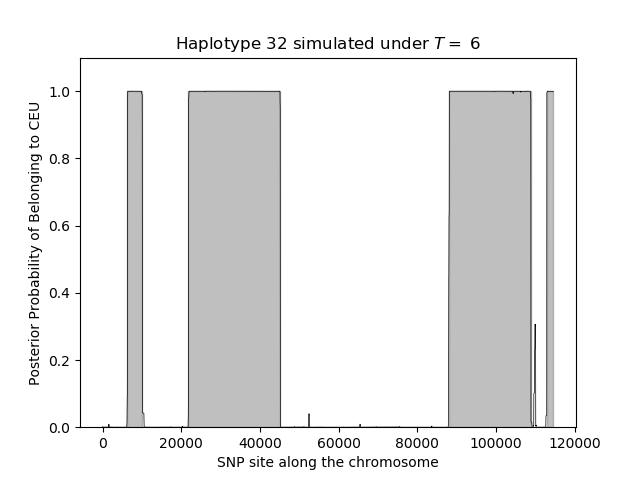 Haplotype 32 simulated under T = 6
Posterior Probability of Belonging to CEU
1.0
0.8
0.6
0.4
0.2
0.0
0 20000 40000 60000 80000 100000 120000
SNP site along the chromosome